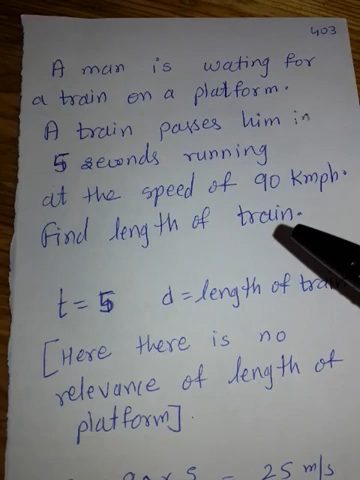 403
A man is wating for
a train on a platform.
A train passes him in
5 seconds running
at the speed of 90 Kmph.
Find length of train.
t = 5 d = length of train
[Here there is no
relevance of length of
platform].
= 25 m/s